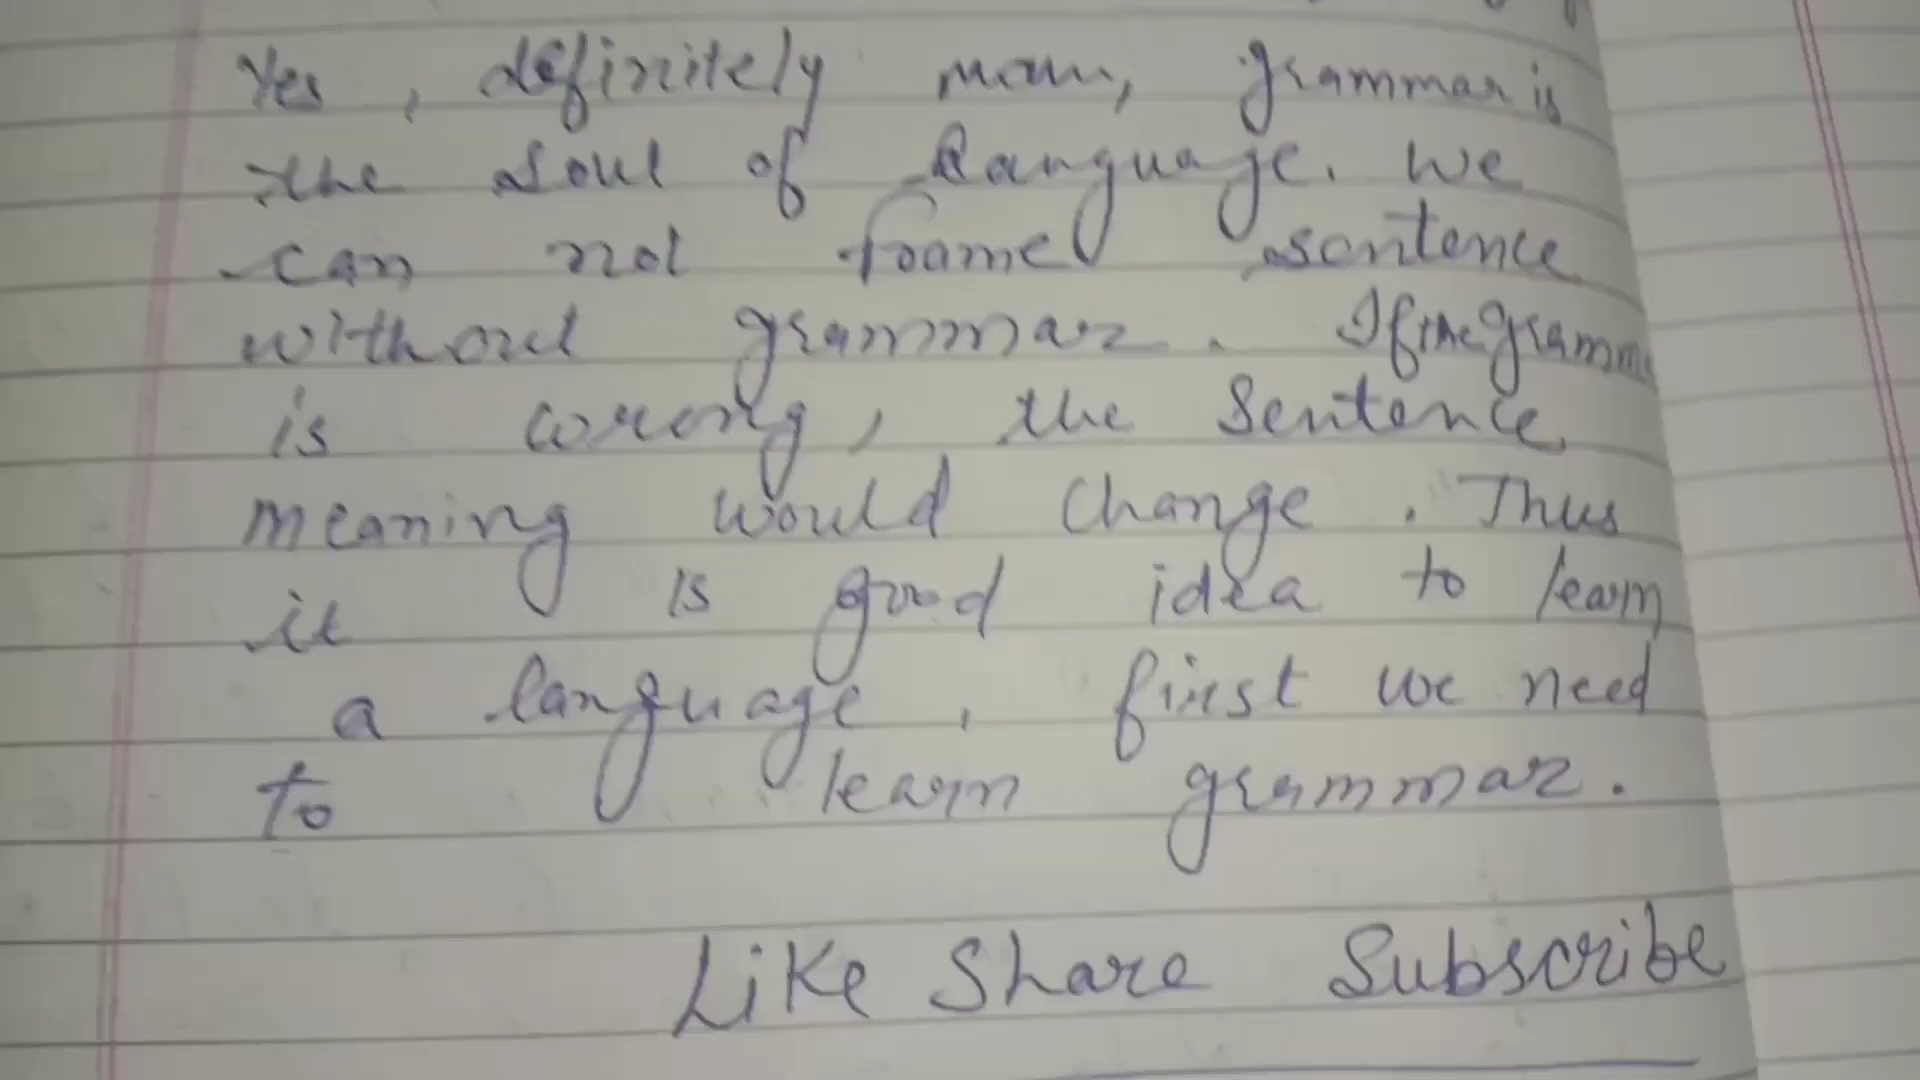 Yes, definitely mam, grammar is
the soul of language. We
can not frame sentence
without grammar. If the gramm
is wrong, the sentence
meaning would change. Thus
it is good idea to learn
a language, first we need
to learn grammar.
Like Share Subscribe